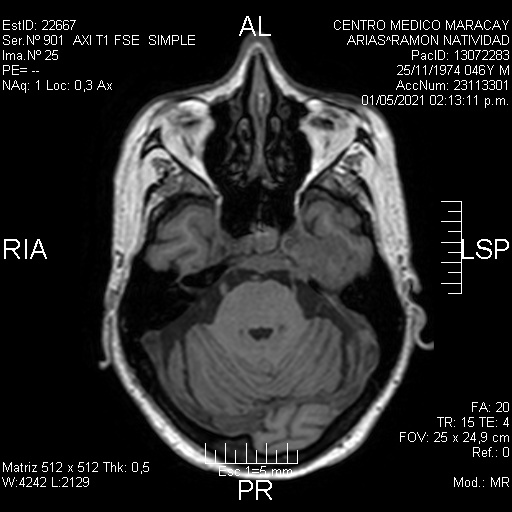 EstID: 22667
Ser.Nº 901 AXI T1 FSE SIMPLE
Ima.Nº 25
PE= --
NAq: 1 Loc: 0,3 Ax
AL
CENTRO MEDICO MARACAY
ARIAS^RAMON NATIVIDAD
PacID: 13072283
25/11/1974 046Y M
AccNum: 23113301
01/05/2021 02:13:11 p.m.
RIA
LSP
FA: 20
TR: 15 TE: 4
FOV: 25 x 24,9 cm
Ref.: 0
Mod.: MR
Esc 1=5 mm
PR
Matriz 512 x 512 Thk: 0,5
W:4242 L:2129